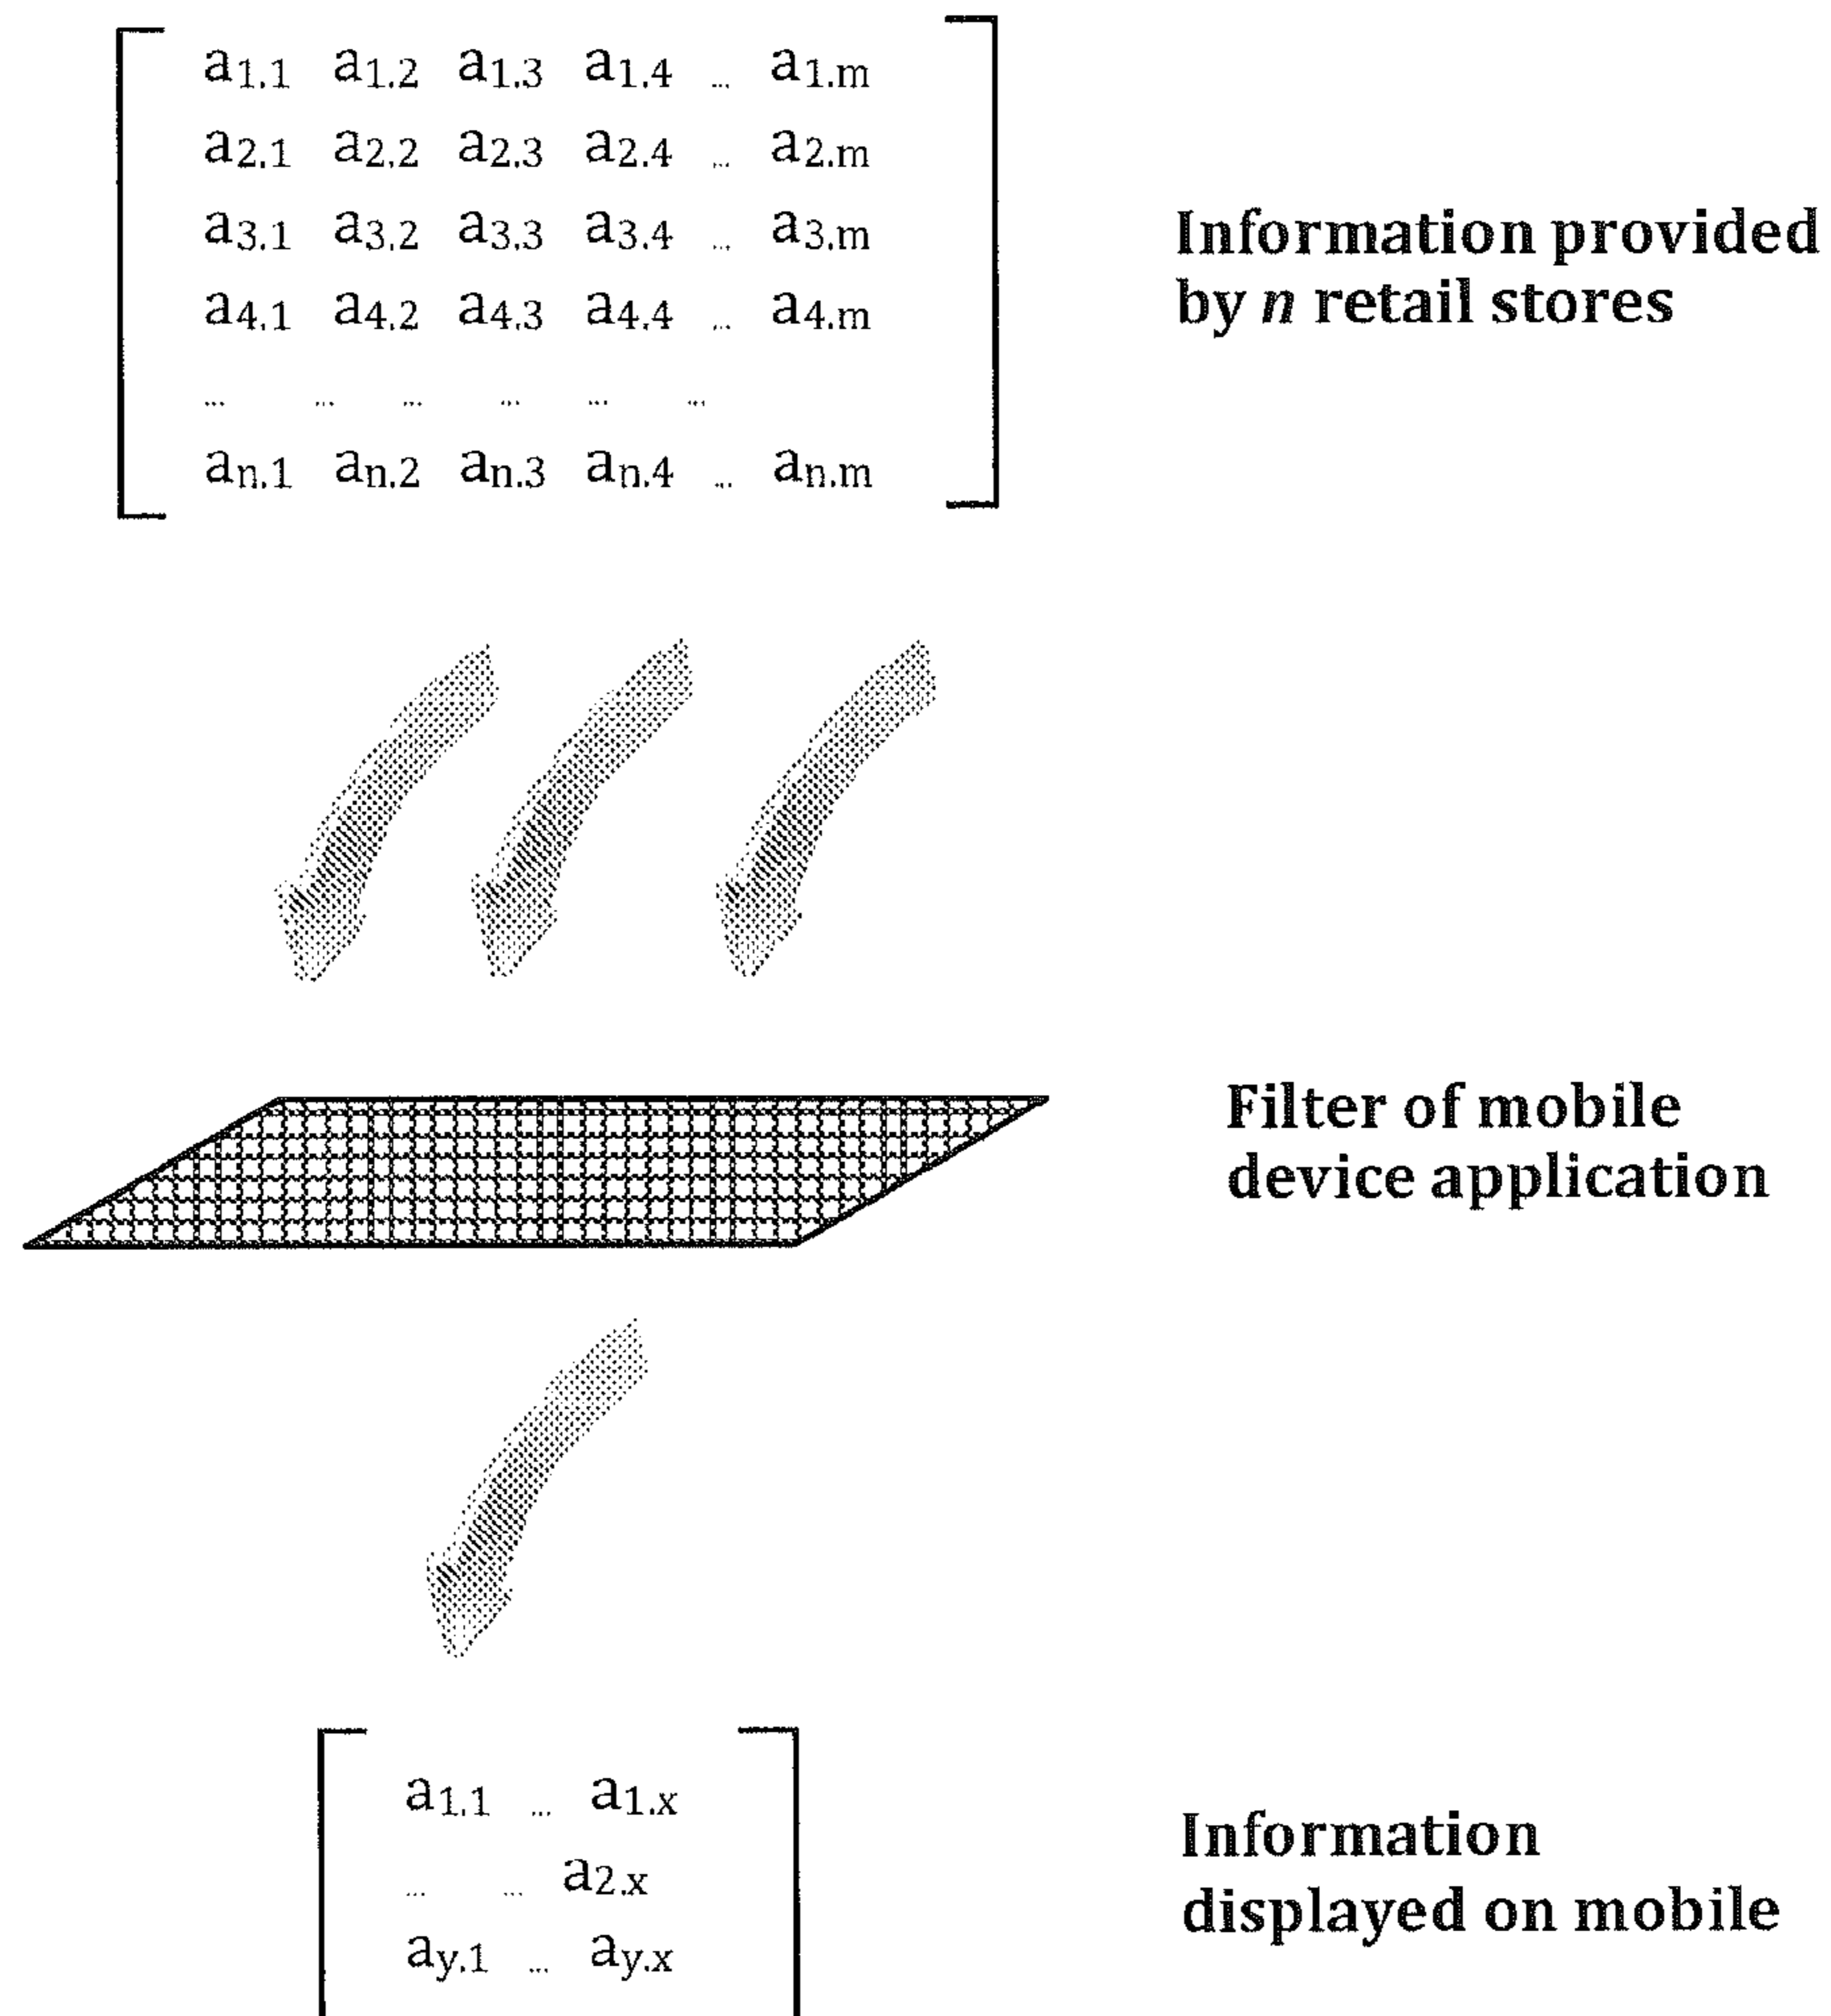 a1.1 a1.2 a1.3 a1.4 ... a1.m
a2.1 a2.2 a2.3 a2.4 ... a2.m
a3.1 a3.2 a3.3 a3.4 ... a3.m
Information provided
by n retail stores
a4.1 a4.2 a4.3 a4.4 ... a4.m
... ... ... ... ... ...
an.1 an.2 an.3 an.4 ... an.m
Filter of mobile
device application
a1.1 ... a1.x
... ... a2.x
ay.1 ... ay.x
Information
displayed on mobile